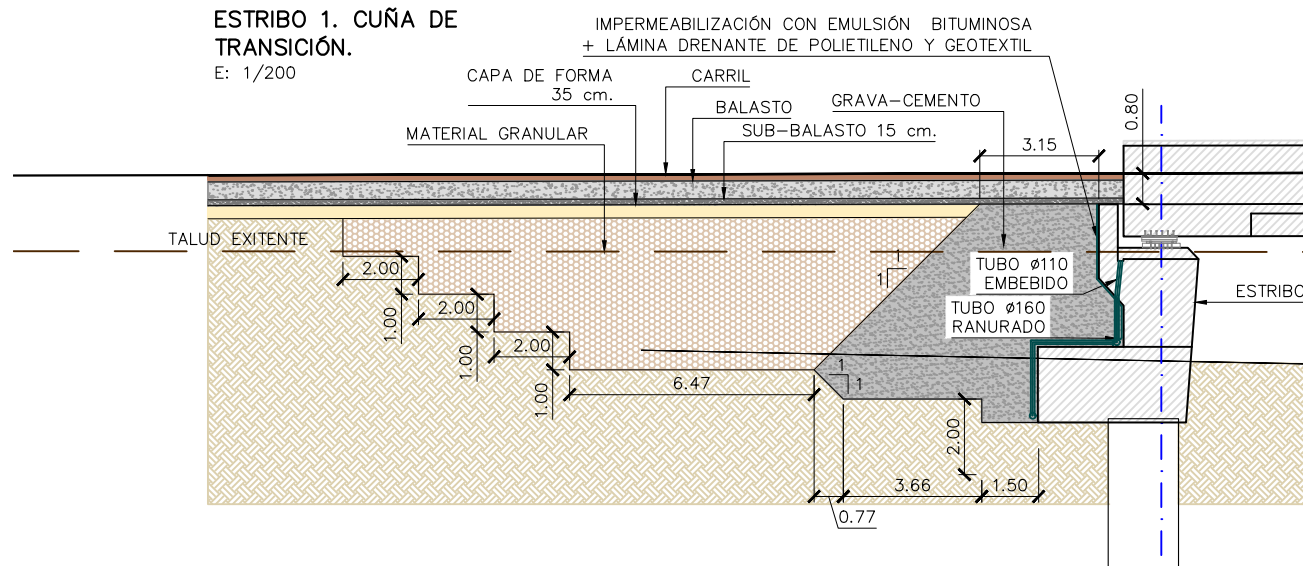 ESTRIBO 1. CUÑA DE
TRANSICIÓN.
E: 1/200
IMPERMEABILIZACIÓN CON EMULSIÓN BITUMINOSA
+ LÁMINA DRENANTE DE POLIETILENO Y GEOTEXTIL
CAPA DE FORMA
35 cm.
CARRIL
BALASTO
GRAVA-CEMENTO
MATERIAL GRANULAR
SUB-BALASTO 15 cm.
0.80
3.15
TALUD EXITENTE
1
1
TUBO ø110
EMBEBIDO
2.00
ESTRIBO
TUBO ø160
RANURADO
1.00
2.00
1.00
2.00
1.00
6.47
1
1
2.00
3.66
1.50
0.77